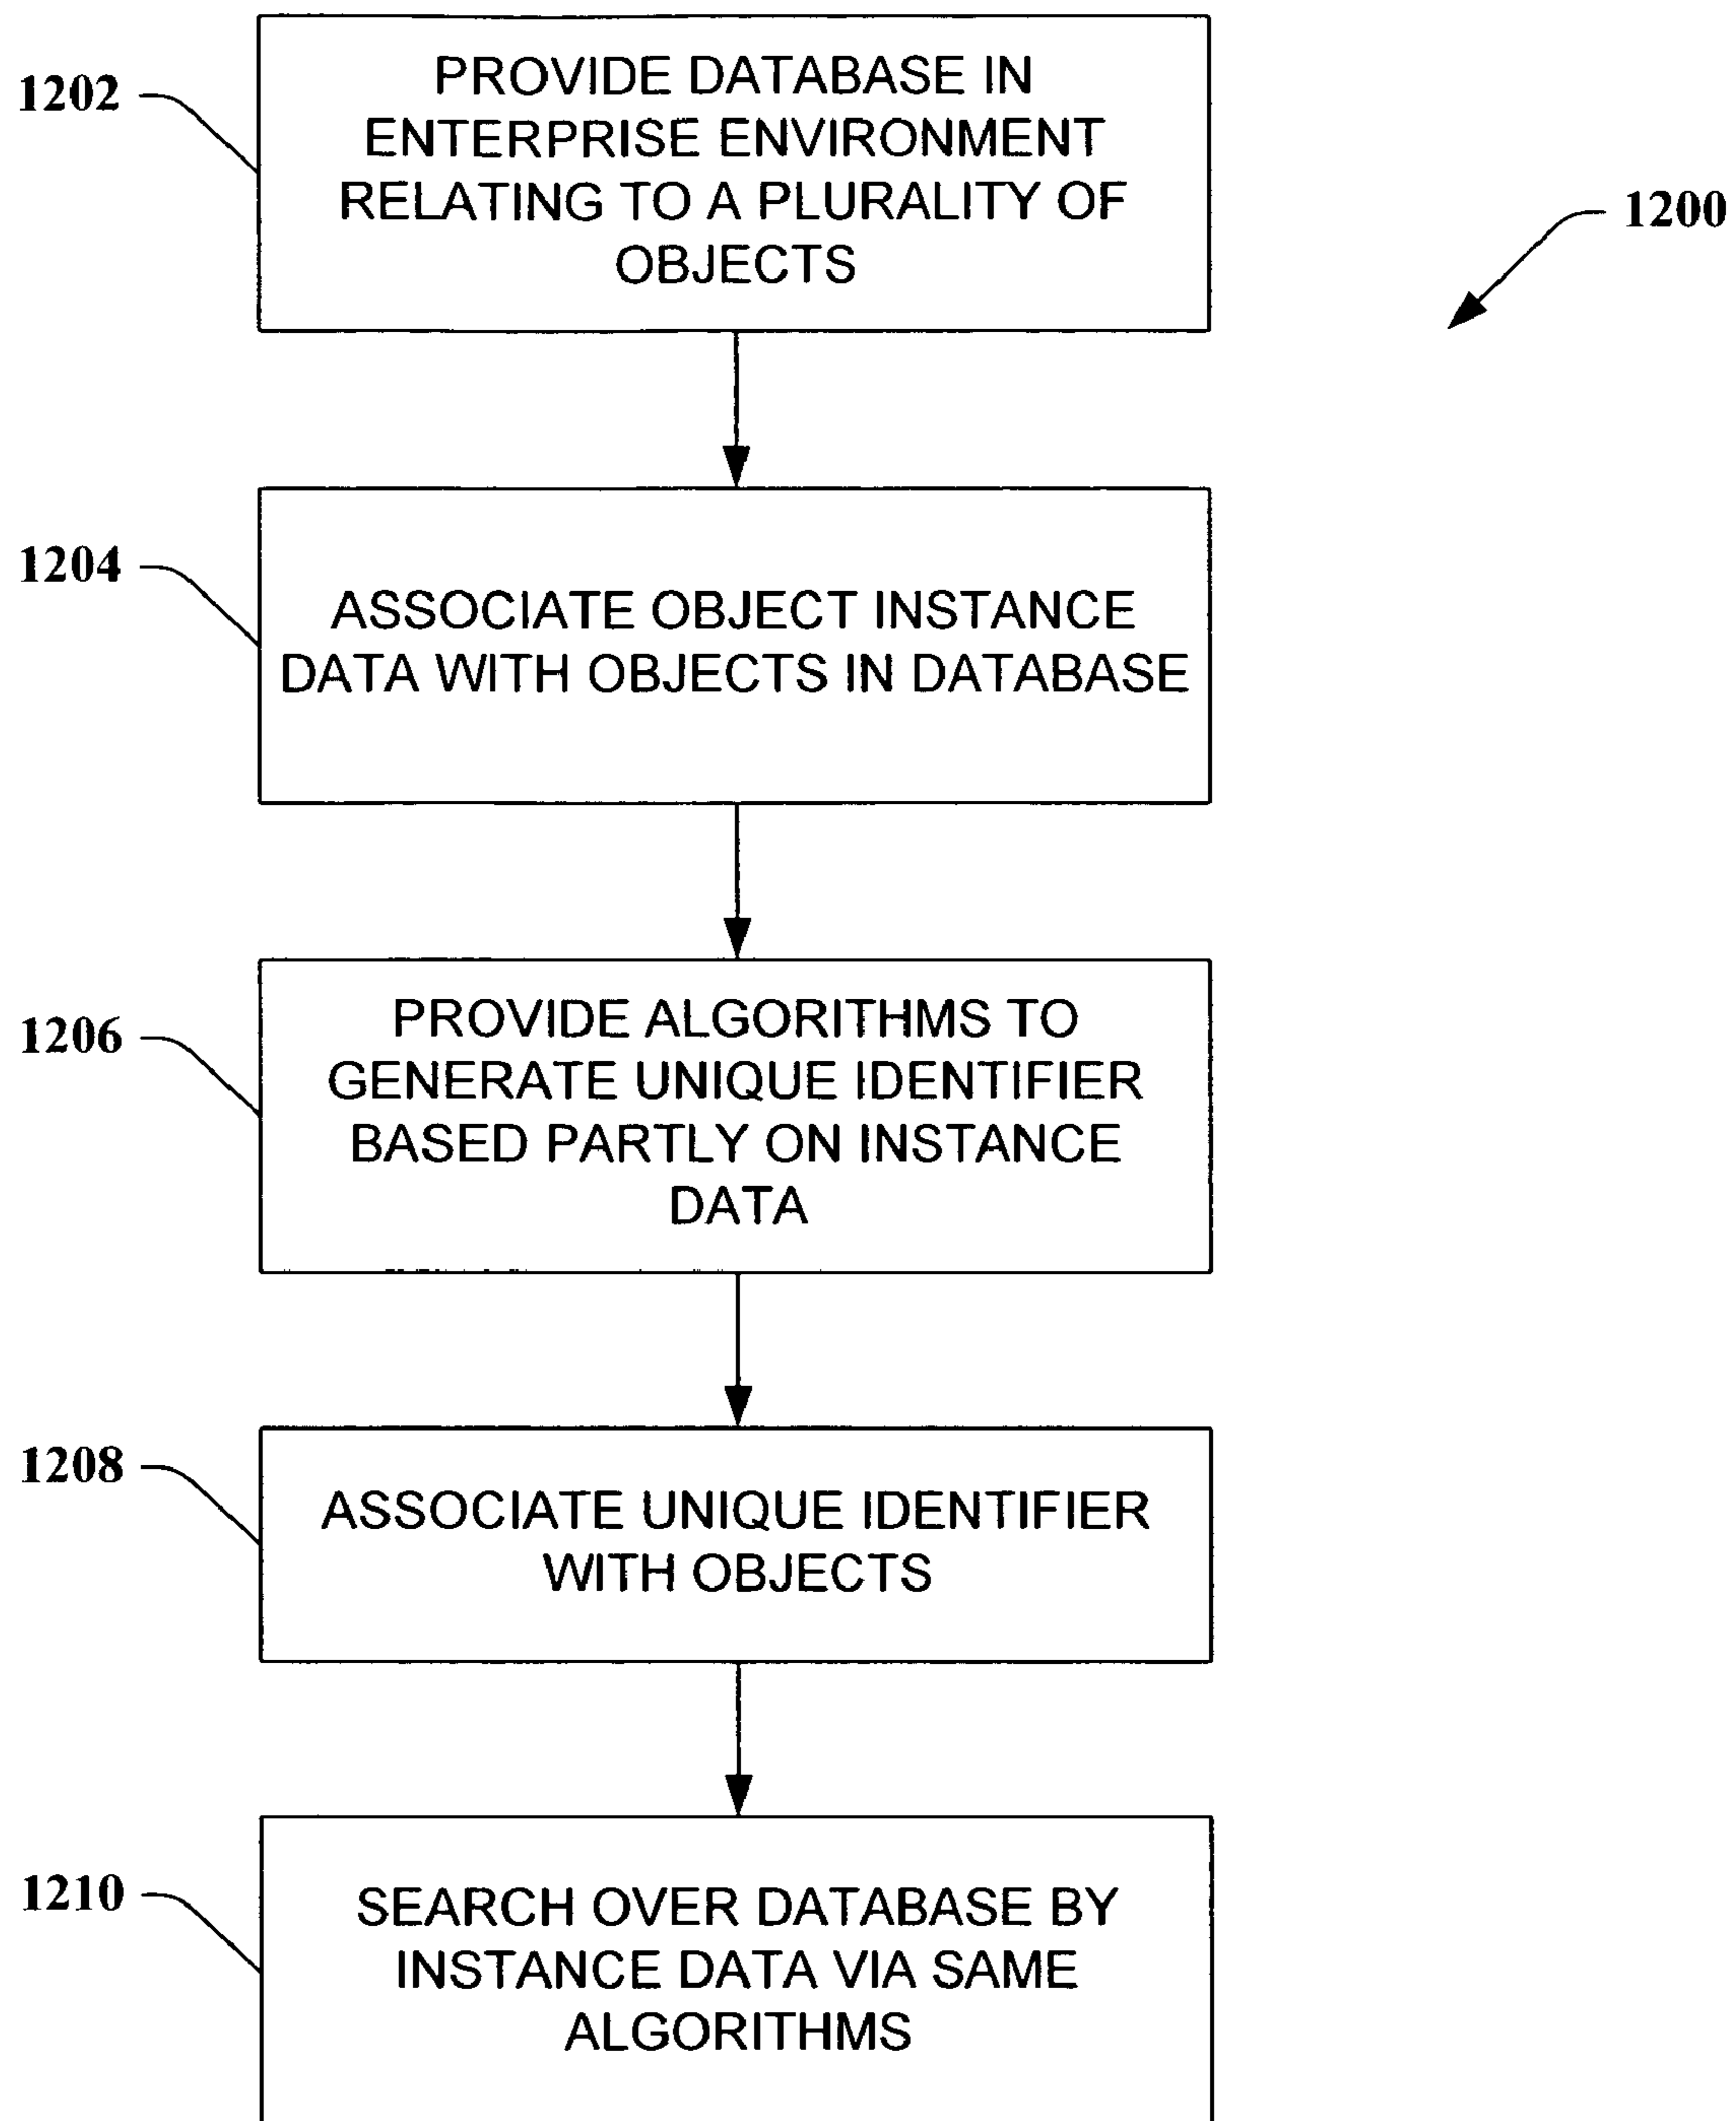 1202
PROVIDE DATABASE IN
ENTERPRISE ENVIRONMENT
RELATING TO A PLURALITY OF
OBJECTS
1200
1204
ASSOCIATE OBJECT INSTANCE
DATA WITH OBJECTS IN DATABASE
1206
PROVIDE ALGORITHMS TO
GENERATE UNIQUE IDENTIFIER
BASED PARTLY ON INSTANCE
DATA
1208
ASSOCIATE UNIQUE IDENTIFIER
WITH OBJECTS
1210
SEARCH OVER DATABASE BY
INSTANCE DATA VIA SAME
ALGORITHMS